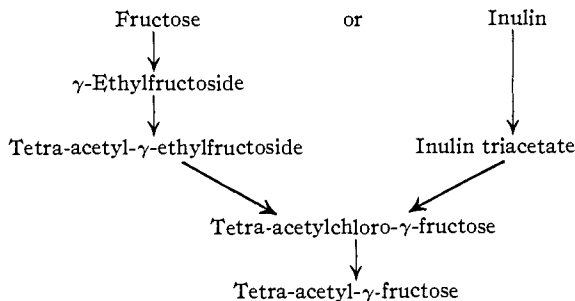 Fructose or Inulin
γ-Ethylfructoside
Tetra-acetyl-γ-ethylfructoside Inulin triacetate
Tetra-acetylchloro-γ-fructose
Tetra-acetyl-γ-fructose